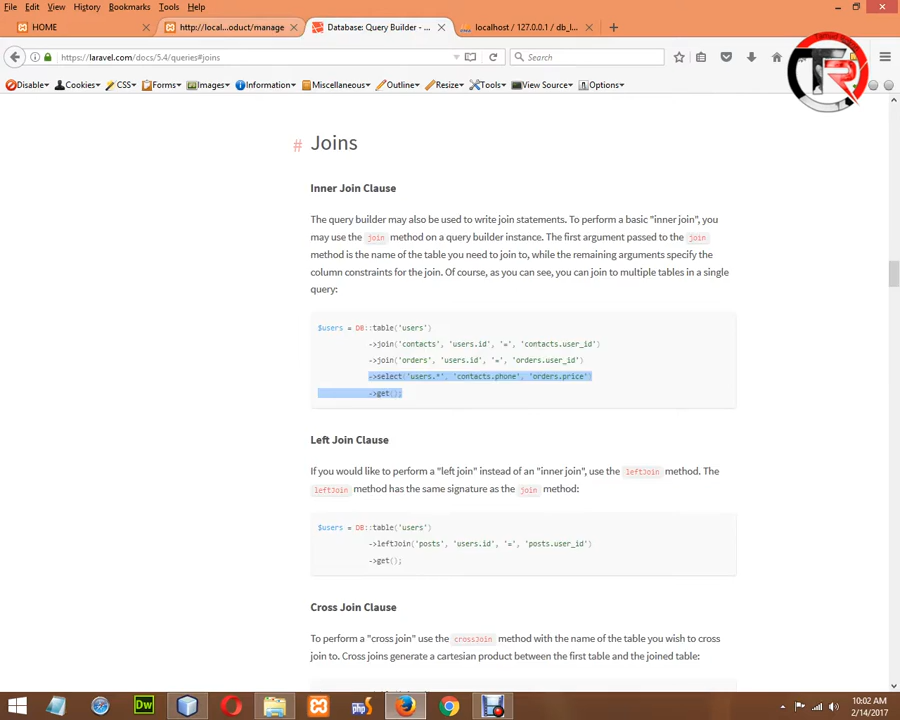 File Edit View History Bookmarks Tools Help
HOME × http://local...oduct/manage × Database: Query Builder - ... × localhost / 127.0.0.1 / db_l... × +
https://laravel.com/docs/5.4/queries#joins Search
Disable Cookies CSS Forms Images Information Miscellaneous Outline Resize Tools View Source Options
# Joins
Inner Join Clause
The query builder may also be used to write join statements. To perform a basic "inner join", you
may use the join method on a query builder instance. The first argument passed to the join
method is the name of the table you need to join to, while the remaining arguments specify the
column constraints for the join. Of course, as you can see, you can join to multiple tables in a single
query:
$users = DB::table('users')
->join('contacts', 'users.id', '=', 'contacts.user_id')
->join('orders', 'users.id', '=', 'orders.user_id')
->select('users.*', 'contacts.phone', 'orders.price')
->get();
Left Join Clause
If you would like to perform a "left join" instead of an "inner join", use the leftJoin method. The
leftJoin method has the same signature as the join method:
$users = DB::table('users')
->leftJoin('posts', 'users.id', '=', 'posts.user_id')
->get();
Cross Join Clause
To perform a "cross join" use the crossJoin method with the name of the table you wish to cross
join to. Cross joins generate a cartesian product between the first table and the joined table:
Dw php
10:02 AM
2/14/2017